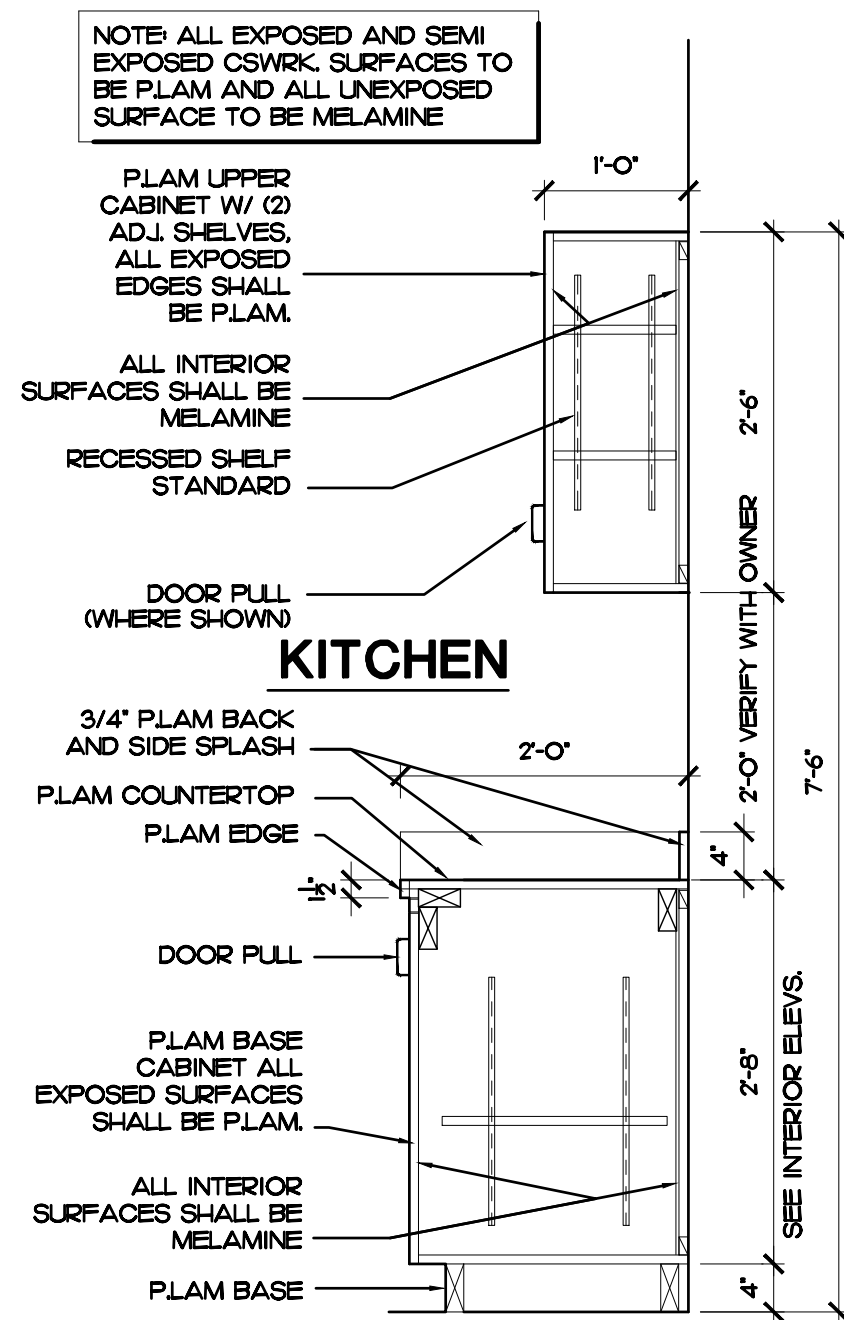 NOTE: ALL EXPOSED AND SEMI
EXPOSED CSWRK. SURFACES TO
BE P.LAM AND ALL UNEXPOSED
SURFACE TO BE MELAMINE
1'-0"
P.LAM UPPER
CABINET W/ (2)
ADJ. SHELVES,
ALL EXPOSED
EDGES SHALL
BE P.LAM.
ALL INTERIOR
SURFACES SHALL BE
MELAMINE
RECESSED SHELF
STANDARD
DOOR PULL
(WHERE SHOWN)
2'-6"
KITCHEN
2'-0" VERIFY WITH OWNER
7'-6"
3/4" P.LAM BACK
AND SIDE SPLASH
2'-0"
P.LAM COUNTERTOP
P.LAM EDGE
1½"
4"
DOOR PULL
P.LAM BASE
CABINET ALL
EXPOSED SURFACES
SHALL BE P.LAM.
2'-8"
SEE INTERIOR ELEVS.
ALL INTERIOR
SURFACES SHALL BE
MELAMINE
P.LAM BASE
4"